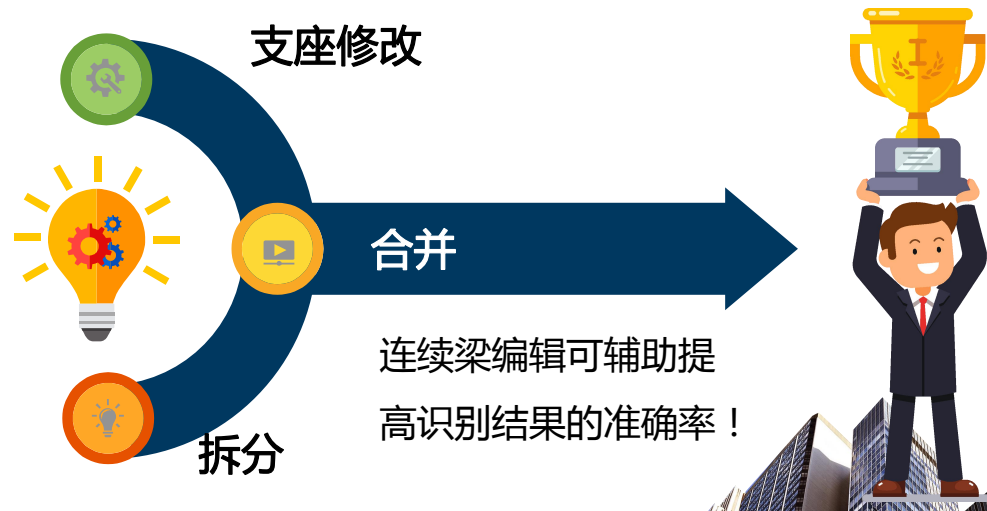 支座修改
合并
连续梁编辑可辅助提
高识别结果的准确率！
拆分